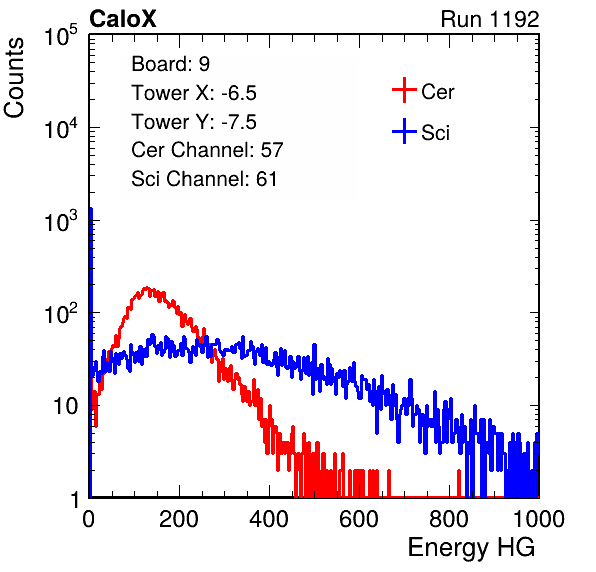 CaloX Run 1192
Counts
Board: 9
Tower X: -6.5
Tower Y: -7.5
Cer Channel: 57
Sci Channel: 61
Cer
Sci
10^5
10^4
10^3
10^2
10
1
0 200 400 600 800 1000
Energy HG